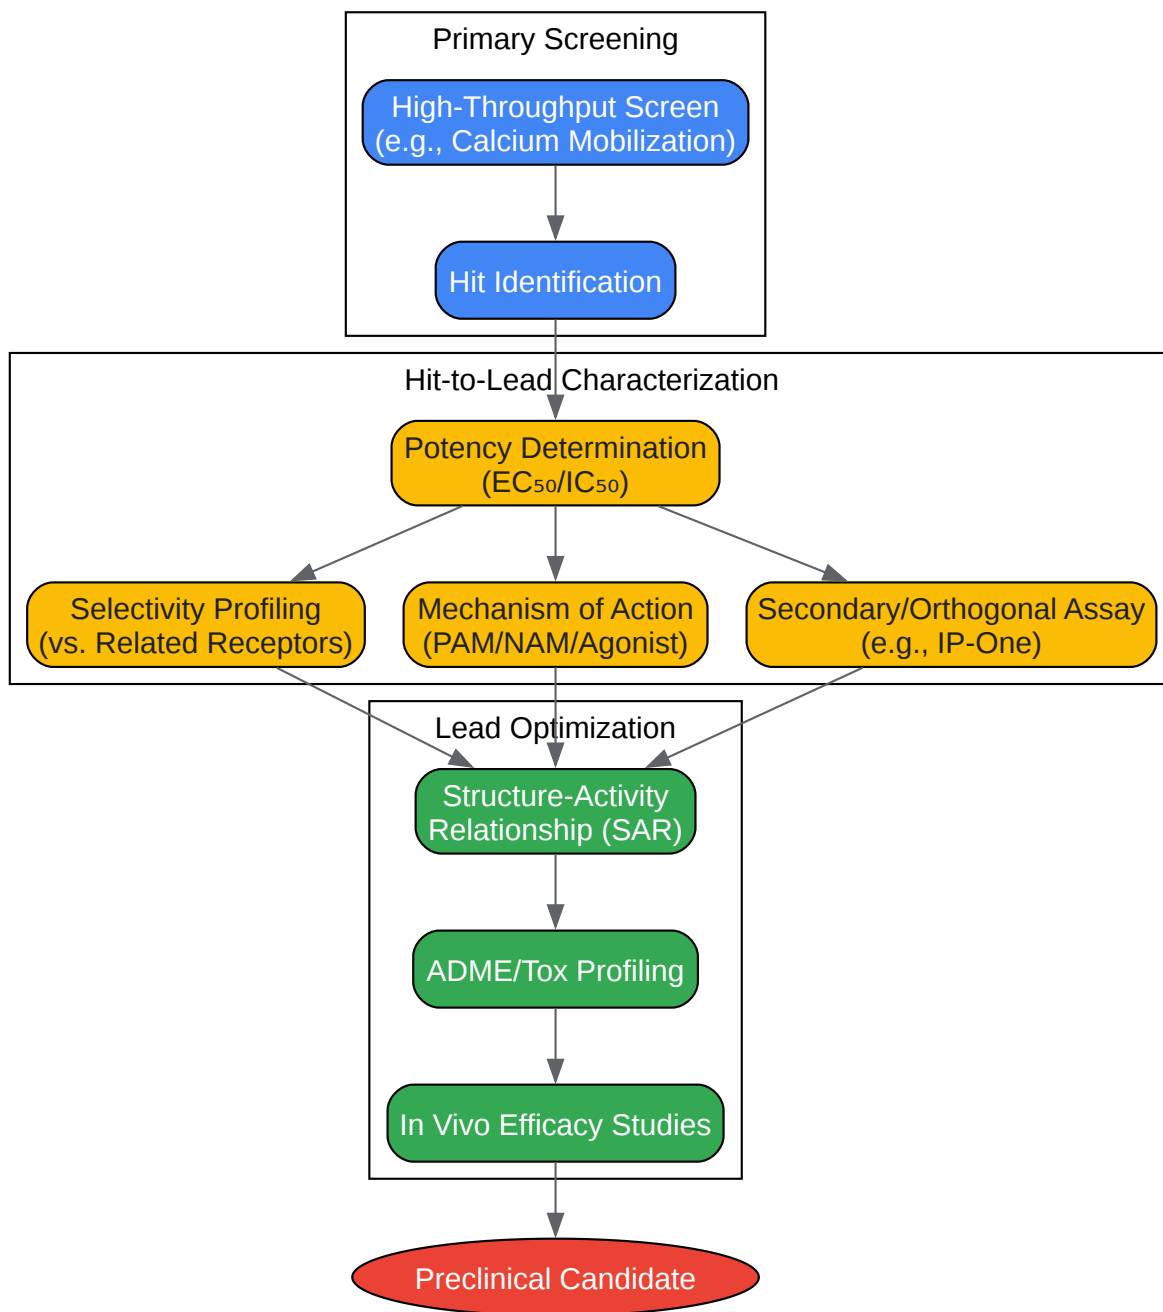 Primary Screening
High-Throughput Screen
(e.g., Calcium Mobilization)
Hit Identification
Hit-to-Lead Characterization
Potency Determination
(EC₅₀/IC₅₀)
Selectivity Profiling
(vs. Related Receptors)
Mechanism of Action
(PAM/NAM/Agonist)
Secondary/Orthogonal Assay
(e.g., IP-One)
Lead Optimization
Structure-Activity
Relationship (SAR)
ADME/Tox Profiling
In Vivo Efficacy Studies
Preclinical Candidate